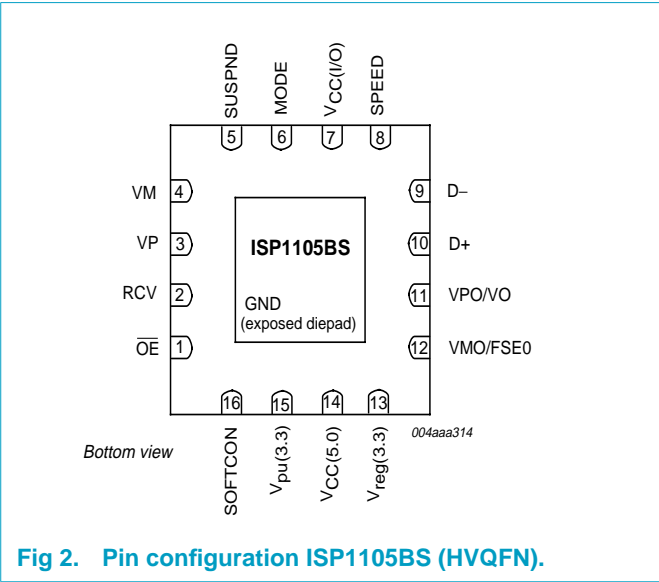 SUSPND
MODE
VCC(I/O)
SPEED
5
6
7
8
VM
4
9
D−
VP
3
ISP1105BS
10
D+
RCV
2
GND
(exposed diepad)
11
VPO/VO
OE
1
12
VMO/FSE0
16
15
14
13
Bottom view
SOFTCON
Vpu(3.3)
VCC(5.0)
Vreg(3.3)
004aaa314
Fig 2. Pin configuration ISP1105BS (HVQFN).